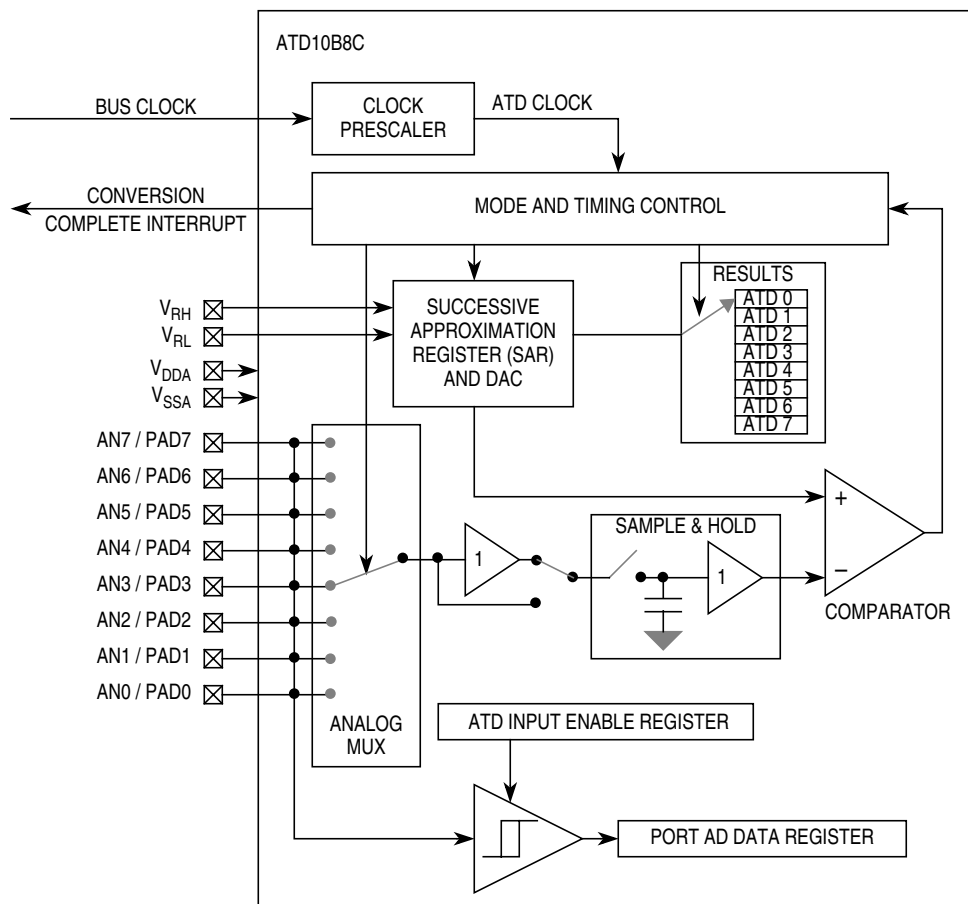 ATD10B8C
BUS CLOCK
CLOCK
PRESCALER
ATD CLOCK
CONVERSION
COMPLETE INTERRUPT
MODE AND TIMING CONTROL
RESULTS
ATD 0
ATD 1
ATD 2
ATD 3
ATD 4
ATD 5
ATD 6
ATD 7
SUCCESSIVE
APPROXIMATION
REGISTER (SAR)
AND DAC
VRH
VRL
VDDA
VSSA
AN7 / PAD7
AN6 / PAD6
AN5 / PAD5
AN4 / PAD4
AN3 / PAD3
AN2 / PAD2
AN1 / PAD1
AN0 / PAD0
ANALOG
MUX
1
SAMPLE & HOLD
1
+
–
COMPARATOR
ATD INPUT ENABLE REGISTER
PORT AD DATA REGISTER